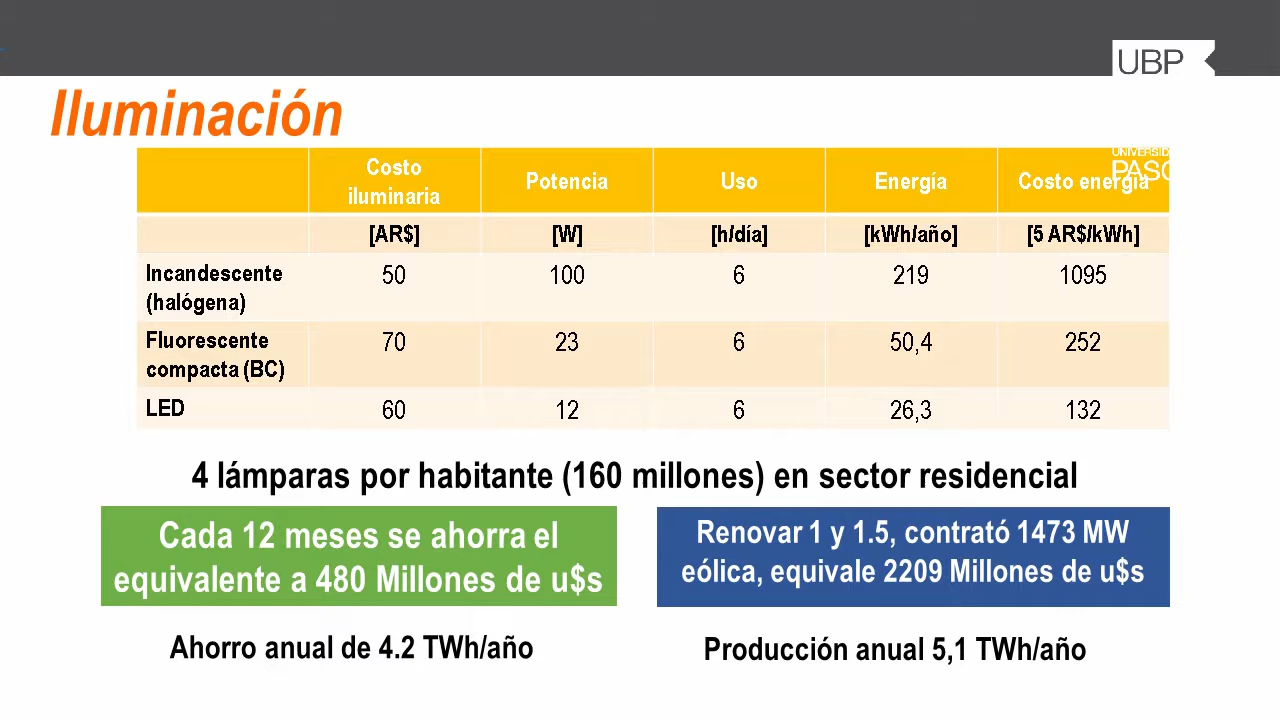 UBP
Iluminación
UNIVERSID
PASC
Costo
iluminaria
Potencia
Uso
Energía
Costo energía
[AR$]
[W]
[h/día]
[kWh/año]
[5 AR$/kWh]
Incandescente
(halógena)
50
100
6
219
1095
Fluorescente
compacta (BC)
70
23
6
50,4
252
LED
60
12
6
26,3
132
4 lámparas por habitante (160 millones) en sector residencial
Cada 12 meses se ahorra el
equivalente a 480 Millones de u$s
Renovar 1 y 1.5, contrató 1473 MW
eólica, equivale 2209 Millones de u$s
Ahorro anual de 4.2 TWh/año
Producción anual 5,1 TWh/año